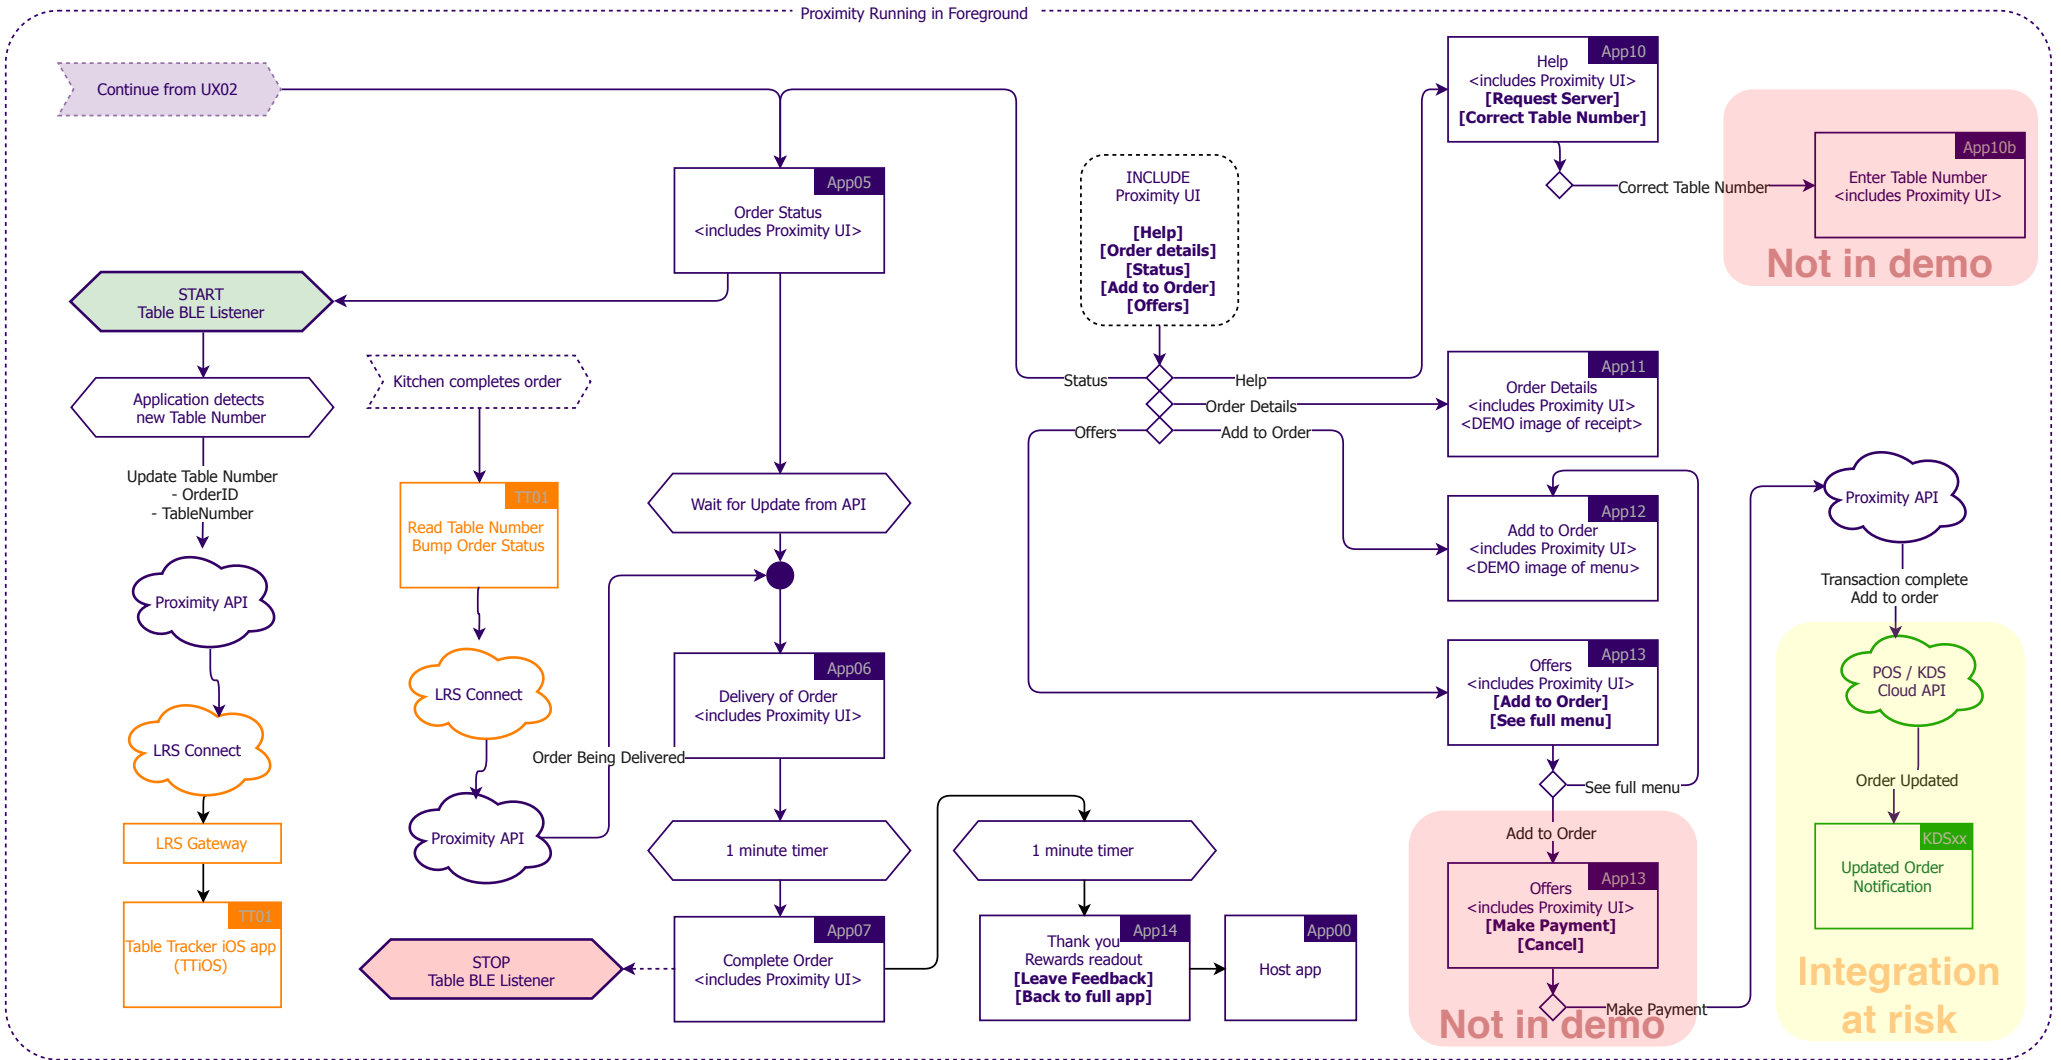 Proximity Running in Foreground
Continue from UX02
App05
Order Status
<includes Proximity UI>
START
Table BLE Listener
Application detects
new Table Number
Update Table Number
- OrderID
- TableNumber
Proximity API
LRS Connect
LRS Gateway
TT01
Table Tracker iOS app
(TTiOS)
Kitchen completes order
TT01
Read Table Number
Bump Order Status
LRS Connect
Proximity API
Order Being Delivered
Wait for Update from API
App06
Delivery of Order
<includes Proximity UI>
1 minute timer
App07
Complete Order
<includes Proximity UI>
STOP
Table BLE Listener
1 minute timer
App14
Thank you
Rewards readout
[Leave Feedback]
[Back to full app]
App00
Host app
INCLUDE
Proximity UI
[Help]
[Order details]
[Status]
[Add to Order]
[Offers]
Status
Help
Order Details
Offers
Add to Order
App10
Help
<includes Proximity UI>
[Request Server]
[Correct Table Number]
Correct Table Number
App10b
Enter Table Number
<includes Proximity UI>
Not in demo
App11
Order Details
<includes Proximity UI>
<DEMO image of receipt>
App12
Add to Order
<includes Proximity UI>
<DEMO image of menu>
App13
Offers
<includes Proximity UI>
[Add to Order]
[See full menu]
See full menu
Add to Order
App13
Offers
<includes Proximity UI>
[Make Payment]
[Cancel]
Make Payment
Not in demo
Proximity API
Transaction complete
Add to order
POS / KDS
Cloud API
Order Updated
KDSxx
Updated Order
Notification
Integration
at risk